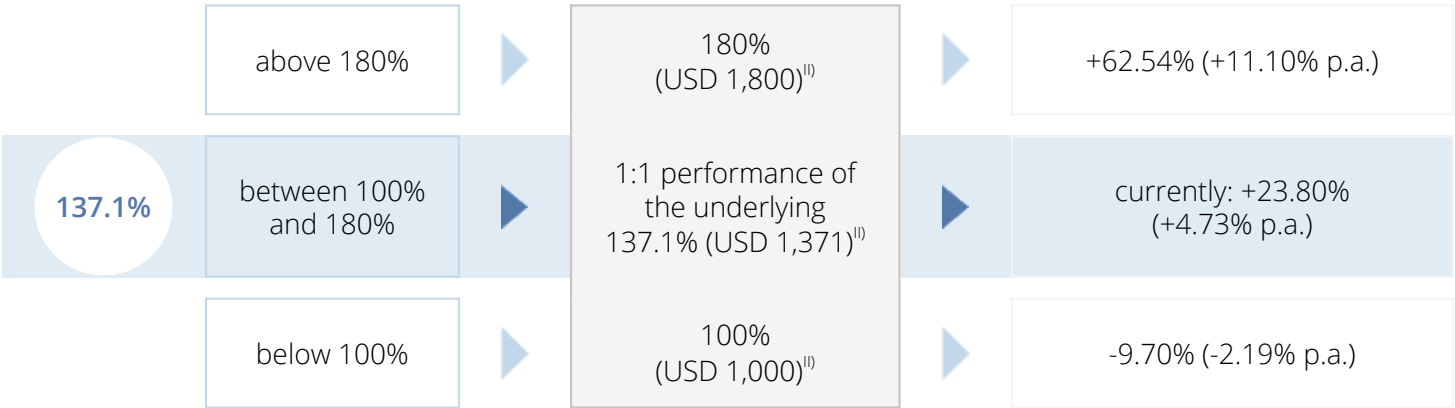 above 180%
180%
(USD 1,800)II)
+62.54% (+11.10% p.a.)
137.1%
between 100%
and 180%
1:1 performance of
the underlying
137.1% (USD 1,371)II)
currently: +23.80%
(+4.73% p.a.)
below 100%
100%
(USD 1,000)II)
-9.70% (-2.19% p.a.)